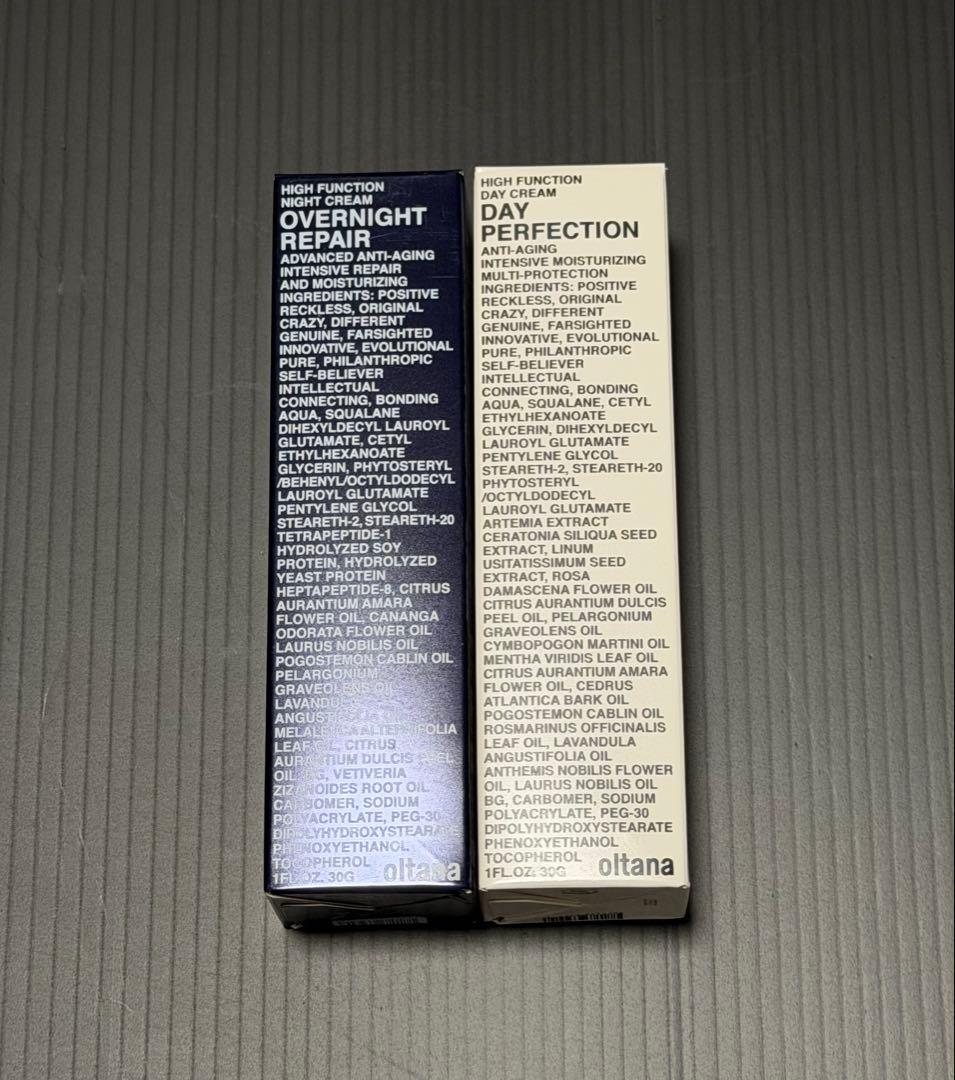 HIGH FUNCTION
NIGHT CREAM
OVERNIGHT
REPAIR
ADVANCED ANTI-AGING
INTENSIVE REPAIR
AND MOISTURIZING
INGREDIENTS: POSITIVE
RECKLESS, ORIGINAL
CRAZY, DIFFERENT
GENUINE, FARSIGHTED
INNOVATIVE, EVOLUTIONAL
PURE, PHILANTHROPIC
SELF-BELIEVER
INTELLECTUAL
CONNECTING, BONDING
AQUA, SQUALANE
DIHEXYLDECYL LAUROYL
GLUTAMATE, CETYL
ETHYLHEXANOATE
GLYCERIN, PHYTOSTERYL
/BEHENYL/OCTYLDODECYL
LAUROYL GLUTAMATE
PENTYLENE GLYCOL
STEARETH-2, STEARETH-20
TETRAPEPTIDE-1
HYDROLYZED SOY
PROTEIN, HYDROLYZED
YEAST PROTEIN
HEPTAPEPTIDE-8, CITRUS
AURANTIUM AMARA
FLOWER OIL, CANANGA
ODORATA FLOWER OIL
LAURUS NOBILIS OIL
POGOSTEMON CABLIN OIL
PELARGONIUM
GRAVEOLENS OIL
LAVANDULA
ANGUSTIFOLIA OIL
MELALEUCA ALTERNIFOLIA
LEAF OIL, CITRUS
AURANTIUM DULCIS PEEL
OIL, BG, VETIVERIA
ZIZANOIDES ROOT OIL
CARBOMER, SODIUM
POLYACRYLATE, PEG-30
DIPOLYHYDROXYSTEARATE
PHENOXYETHANOL
TOCOPHEROL
1FL.OZ. 30G
oltana
HIGH FUNCTION
DAY CREAM
DAY
PERFECTION
ANTI-AGING
INTENSIVE MOISTURIZING
MULTI-PROTECTION
INGREDIENTS: POSITIVE
RECKLESS, ORIGINAL
CRAZY, DIFFERENT
GENUINE, FARSIGHTED
INNOVATIVE, EVOLUTIONAL
PURE, PHILANTHROPIC
SELF-BELIEVER
INTELLECTUAL
CONNECTING, BONDING
AQUA, SQUALANE, CETYL
ETHYLHEXANOATE
GLYCERIN, DIHEXYLDECYL
LAUROYL GLUTAMATE
PENTYLENE GLYCOL
STEARETH-2, STEARETH-20
PHYTOSTERYL
/OCTYLDODECYL
LAUROYL GLUTAMATE
ARTEMIA EXTRACT
CERATONIA SILIQUA SEED
EXTRACT, LINUM
USITATISSIMUM SEED
EXTRACT, ROSA
DAMASCENA FLOWER OIL
CITRUS AURANTIUM DULCIS
PEEL OIL, PELARGONIUM
GRAVEOLENS OIL
CYMBOPOGON MARTINI OIL
MENTHA VIRIDIS LEAF OIL
CITRUS AURANTIUM AMARA
FLOWER OIL, CEDRUS
ATLANTICA BARK OIL
POGOSTEMON CABLIN OIL
ROSMARINUS OFFICINALIS
LEAF OIL, LAVANDULA
ANGUSTIFOLIA OIL
ANTHEMIS NOBILIS FLOWER
OIL, LAURUS NOBILIS OIL
BG, CARBOMER, SODIUM
POLYACRYLATE, PEG-30
DIPOLYHYDROXYSTEARATE
PHENOXYETHANOL
TOCOPHEROL
1FL.OZ. 30G
oltana